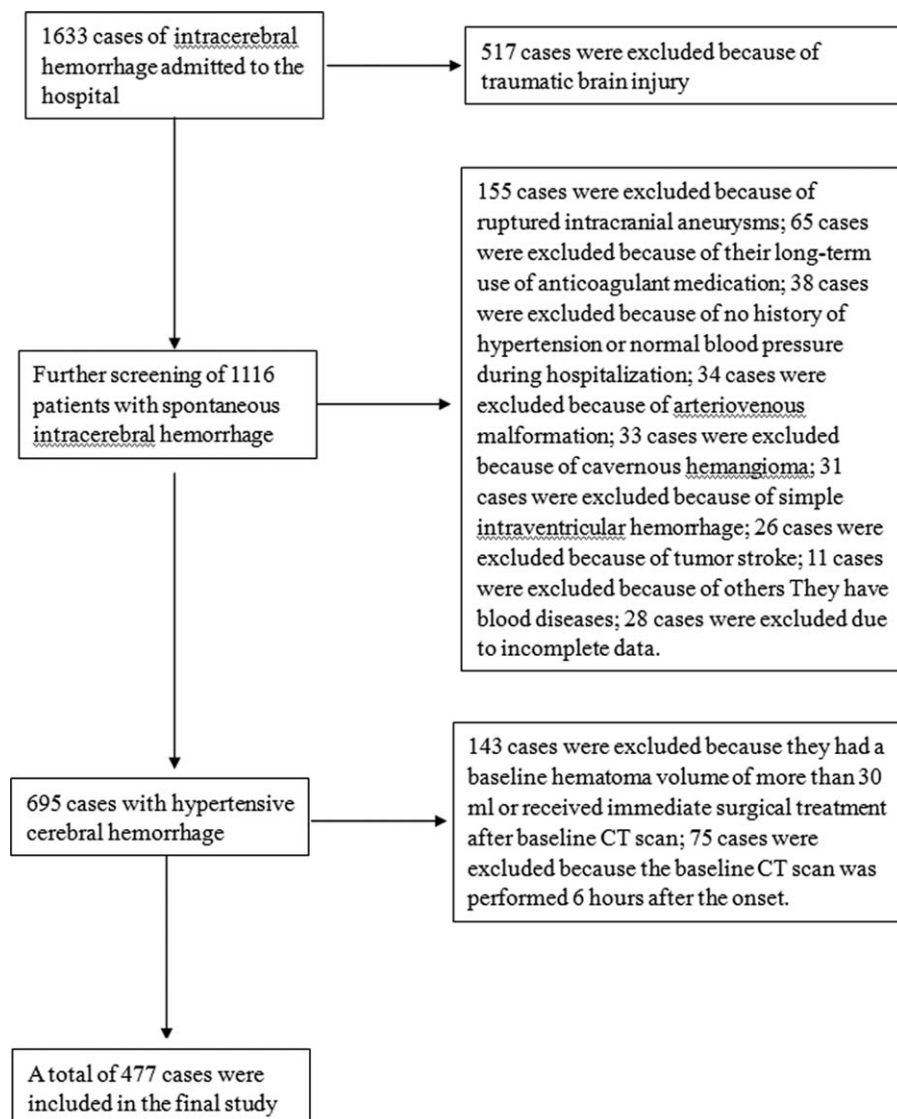 1633 cases of intracerebral
hemorrhage admitted to the
hospital
517 cases were excluded because of
traumatic brain injury
155 cases were excluded because of
ruptured intracranial aneurysms; 65 cases
were excluded because of their long-term
use of anticoagulant medication; 38 cases
were excluded because of no history of
hypertension or normal blood pressure
during hospitalization; 34 cases were
excluded because of arteriovenous
malformation; 33 cases were excluded
because of cavernous hemangioma; 31
cases were excluded because of simple
intraventricular hemorrhage; 26 cases were
excluded because of tumor stroke; 11 cases
were excluded because of others They have
blood diseases; 28 cases were excluded due
to incomplete data.
Further screening of 1116
patients with spontaneous
intracerebral hemorrhage
143 cases were excluded because they had a
baseline hematoma volume of more than 30
ml or received immediate surgical treatment
after baseline CT scan; 75 cases were
excluded because the baseline CT scan was
performed 6 hours after the onset.
695 cases with hypertensive
cerebral hemorrhage
A total of 477 cases were
included in the final study